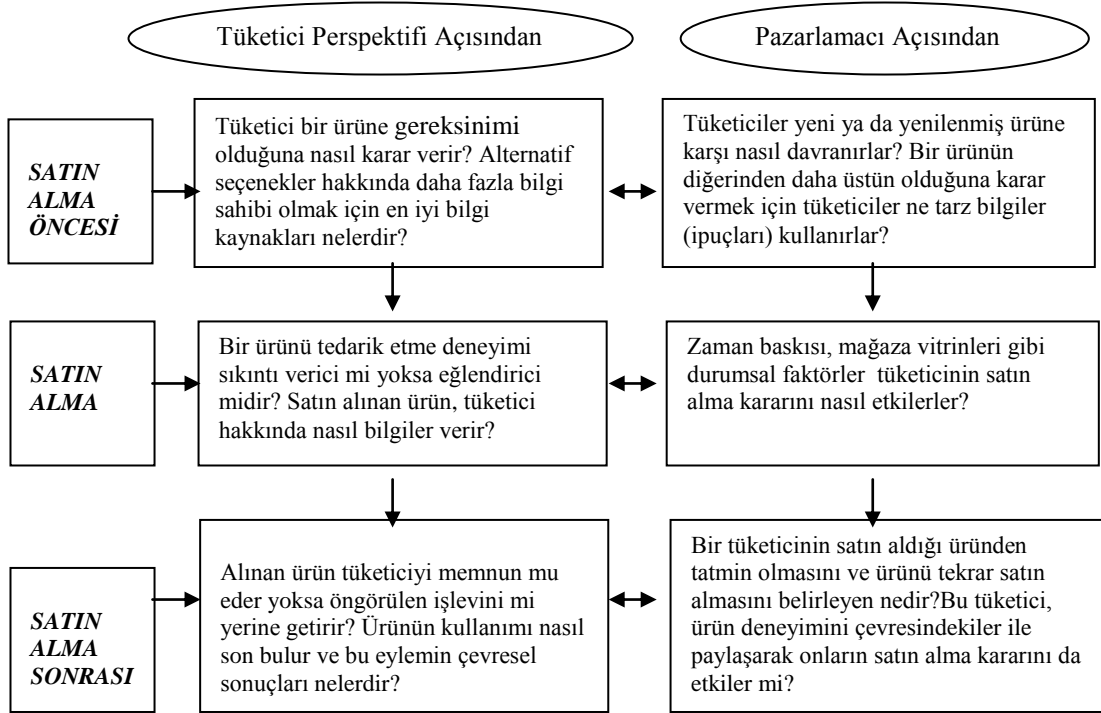 Tüketici Perspektifi Açısından
Pazarlamacı Açısından
SATIN
ALMA
ÖNCESİ
Tüketici bir ürüne gereksinimi
olduğuna nasıl karar verir? Alternatif
seçenekler hakkında daha fazla bilgi
sahibi olmak için en iyi bilgi
kaynakları nelerdir?
Tüketiciler yeni ya da yenilenmiş ürüne
karşı nasıl davranırlar? Bir ürünün
diğerinden daha üstün olduğuna karar
vermek için tüketiciler ne tarz bilgiler
(ipuçları) kullanırlar?
SATIN
ALMA
Bir ürünü tedarik etme deneyimi
sıkıntı verici mi yoksa eğlendirici
midir? Satın alınan ürün, tüketici
hakkında nasıl bilgiler verir?
Zaman baskısı, mağaza vitrinleri gibi
durumsal faktörler tüketicinin satın
alma kararını nasıl etkilerler?
SATIN
ALMA
SONRASI
Alınan ürün tüketiciyi memnun mu
eder yoksa öngörülen işlevini mi
yerine getirir? Ürünün kullanımı nasıl
son bulur ve bu eylemin çevresel
sonuçları nelerdir?
Bir tüketicinin satın aldığı üründen
tatmin olmasını ve ürünü tekrar satın
almasını belirleyen nedir?Bu tüketici,
ürün deneyimini çevresindekiler ile
paylaşarak onların satın alma kararını da
etkiler mi?